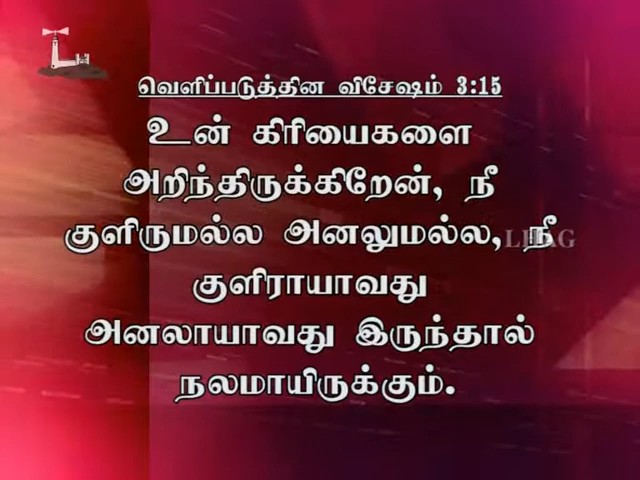 வெளிப்படுத்தின விசேஷம் 3:15
உன் கிரியைகளை
அறிந்திருக்கிறேன், நீ
குளிருமல்ல அனலுமல்ல, நீ
குளிராயாவது
அனலாயாவது இருந்தால்
நலமாயிருக்கும்.